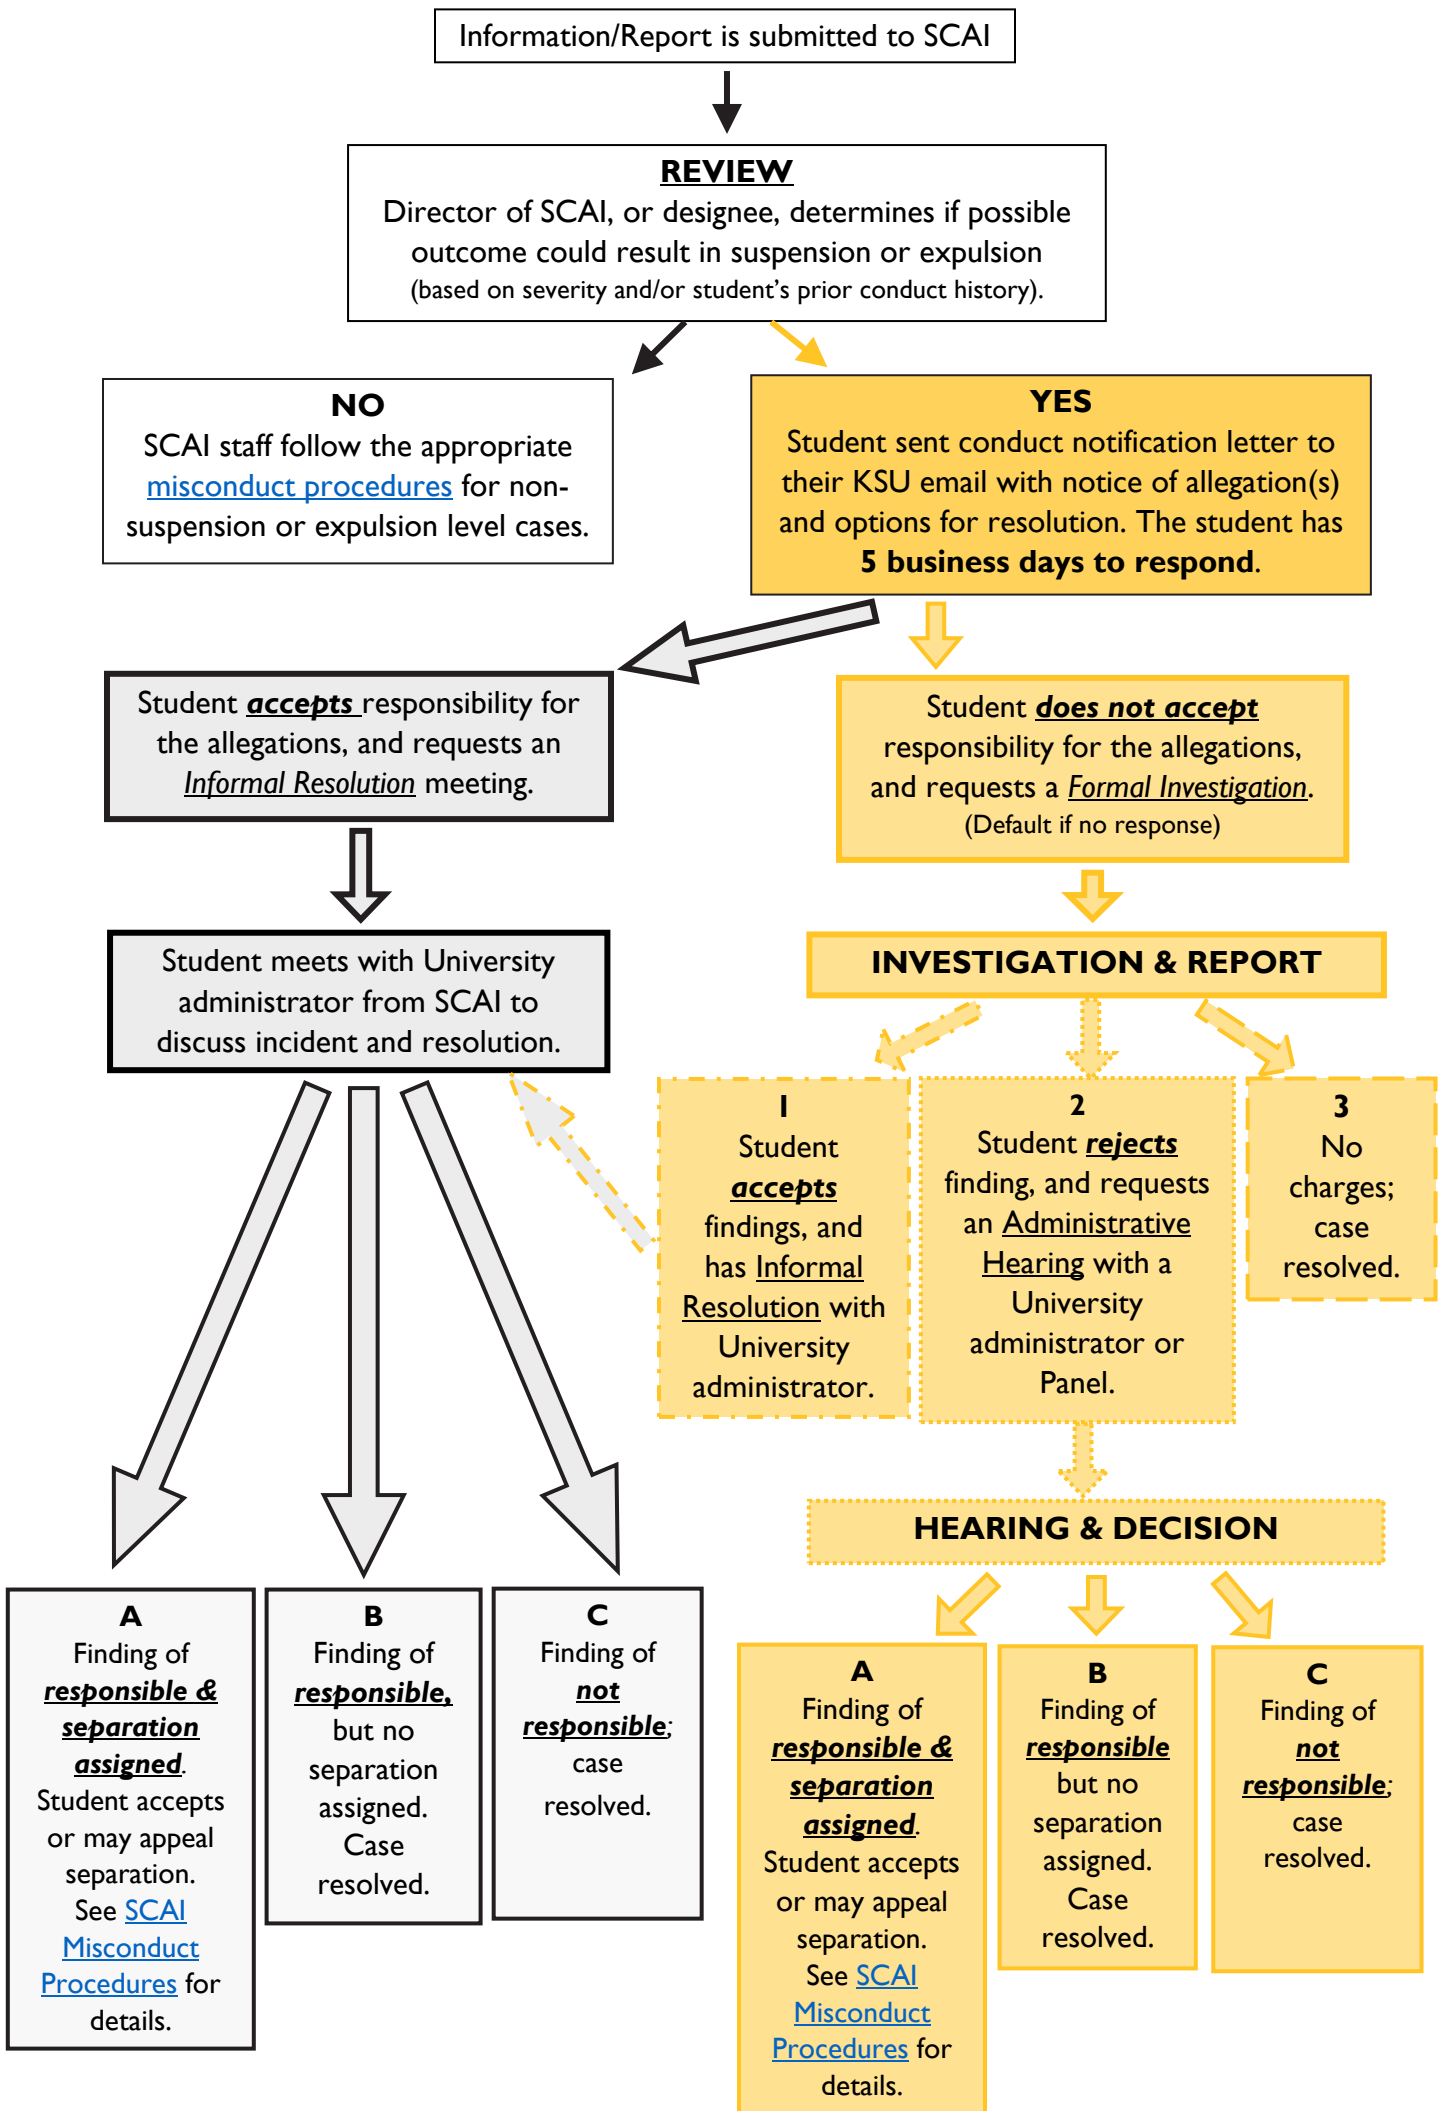 Information/Report is submitted to SCAI
REVIEW
Director of SCAI, or designee, determines if possible
outcome could result in suspension or expulsion
(based on severity and/or student’s prior conduct history).
NO
SCAI staff follow the appropriate
misconduct procedures for non-
suspension or expulsion level cases.
YES
Student sent conduct notification letter to
their KSU email with notice of allegation(s)
and options for resolution. The student has
5 business days to respond.
Student accepts responsibility for
the allegations, and requests an
Informal Resolution meeting.
Student does not accept
responsibility for the allegations,
and requests a Formal Investigation.
(Default if no response)
Student meets with University
administrator from SCAI to
discuss incident and resolution.
INVESTIGATION & REPORT
1
Student
accepts
findings, and
has Informal
Resolution with
University
administrator.
2
Student rejects
finding, and requests
an Administrative
Hearing with a
University
administrator or
Panel.
3
No
charges;
case
resolved.
HEARING & DECISION
A
Finding of
responsible &
separation
assigned.
Student accepts
or may appeal
separation.
See SCAI
Misconduct
Procedures for
details.
B
Finding of
responsible,
but no
separation
assigned.
Case
resolved.
C
Finding of
not
responsible;
case
resolved.
A
Finding of
responsible &
separation
assigned.
Student accepts
or may appeal
separation.
See SCAI
Misconduct
Procedures for
details.
B
Finding of
responsible
but no
separation
assigned.
Case
resolved.
C
Finding of
not
responsible;
case
resolved.